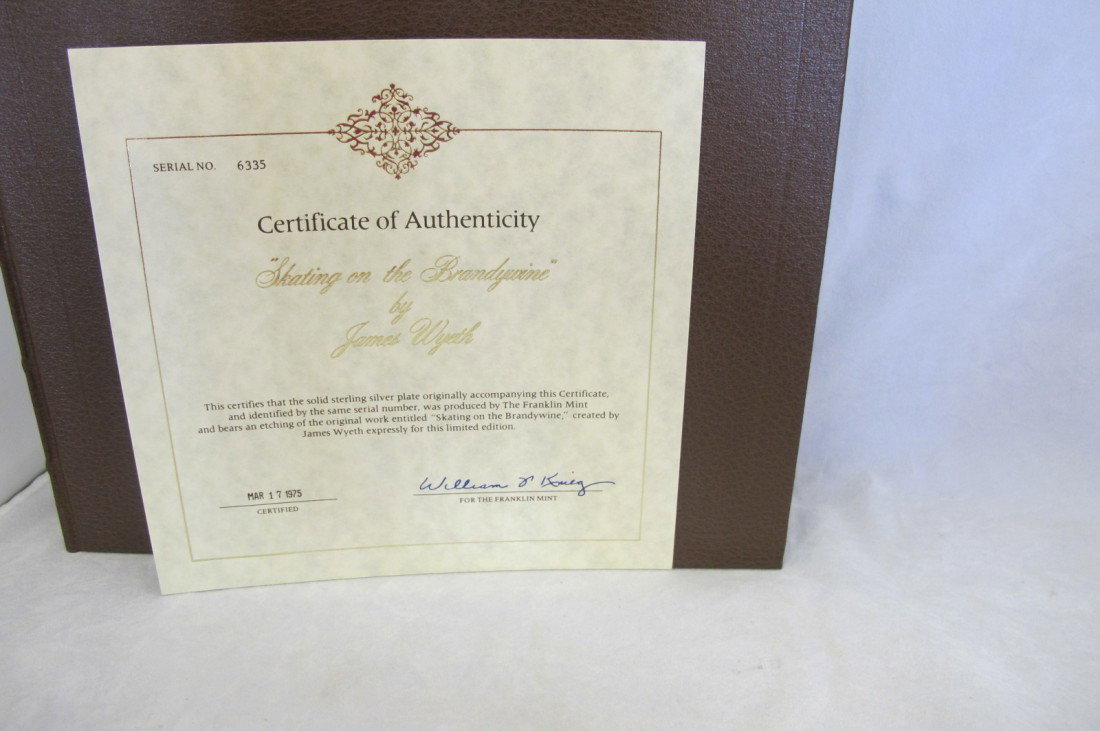 SERIAL NO. 6335
Certificate of Authenticity
"Skating on the Brandywine"
by
James Wyeth
This certifies that the solid sterling silver plate originally accompanying this Certificate,
and identified by the same serial number, was produced by The Franklin Mint
and bears an etching of the original work entitled "Skating on the Brandywine," created by
James Wyeth expressly for this limited edition.
MAR 17 1975
CERTIFIED
William
FOR THE FRANKLIN MINT